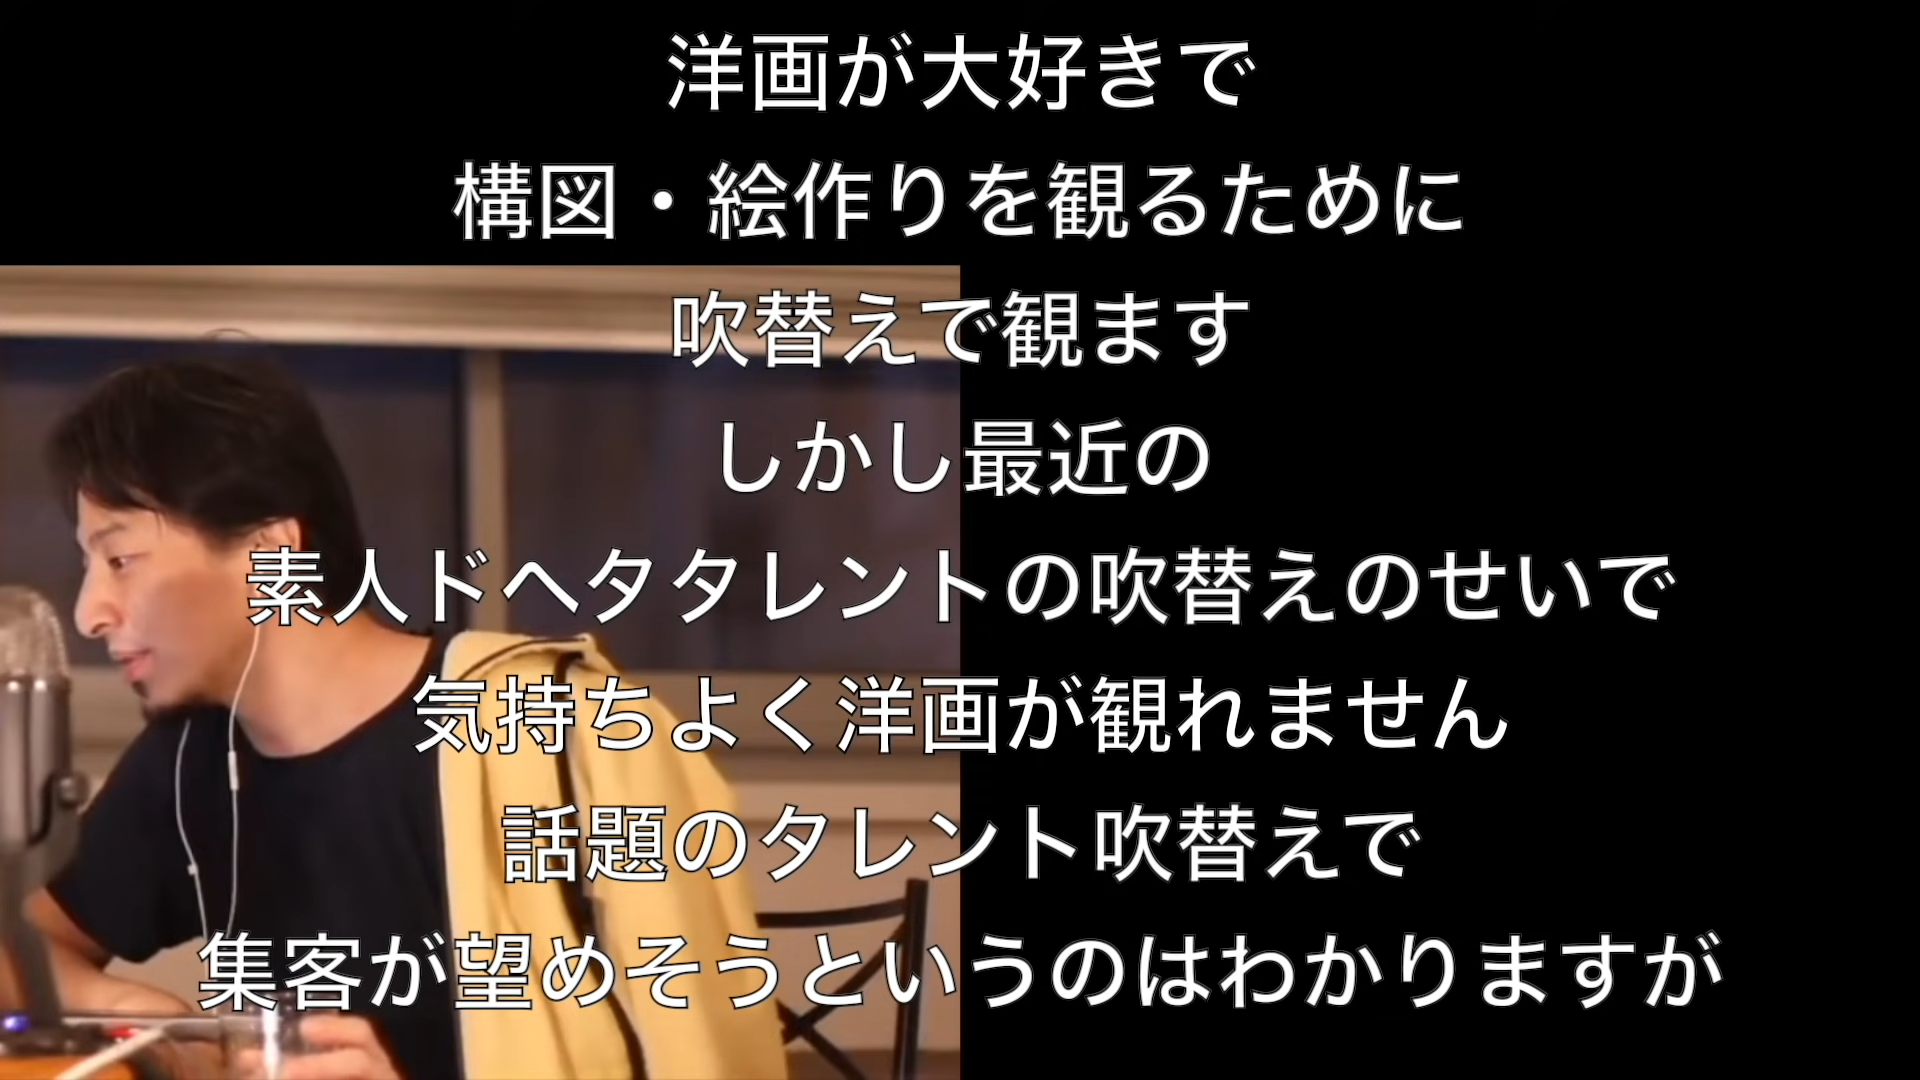 洋画が大好きで
構図・絵作りを観るために
吹替えで観ます
しかし最近の
素人ドヘタタレントの吹替えのせいで
気持ちよく洋画が観れません
話題のタレント吹替えで
集客が望めそうというのはわかりますが